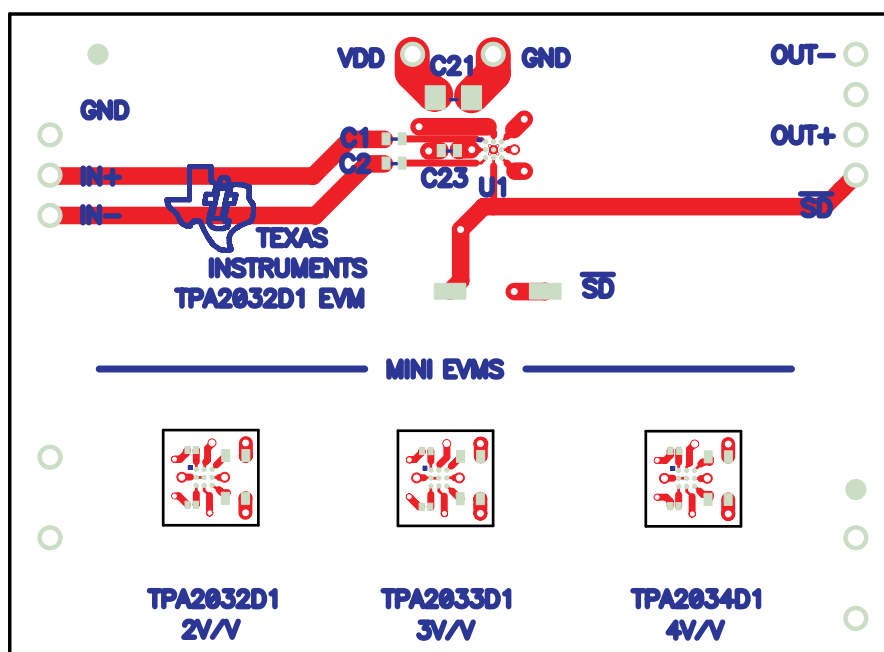 VDD
GND
C21
OUT-
GND
OUT+
C1
C2
IN+
C23
U1
IN-
SD
TEXAS
INSTRUMENTS
TPA2032D1 EVM
SD
MINI EVMS
TPA2032D1
2V/V
TPA2033D1
3V/V
TPA2034D1
4V/V